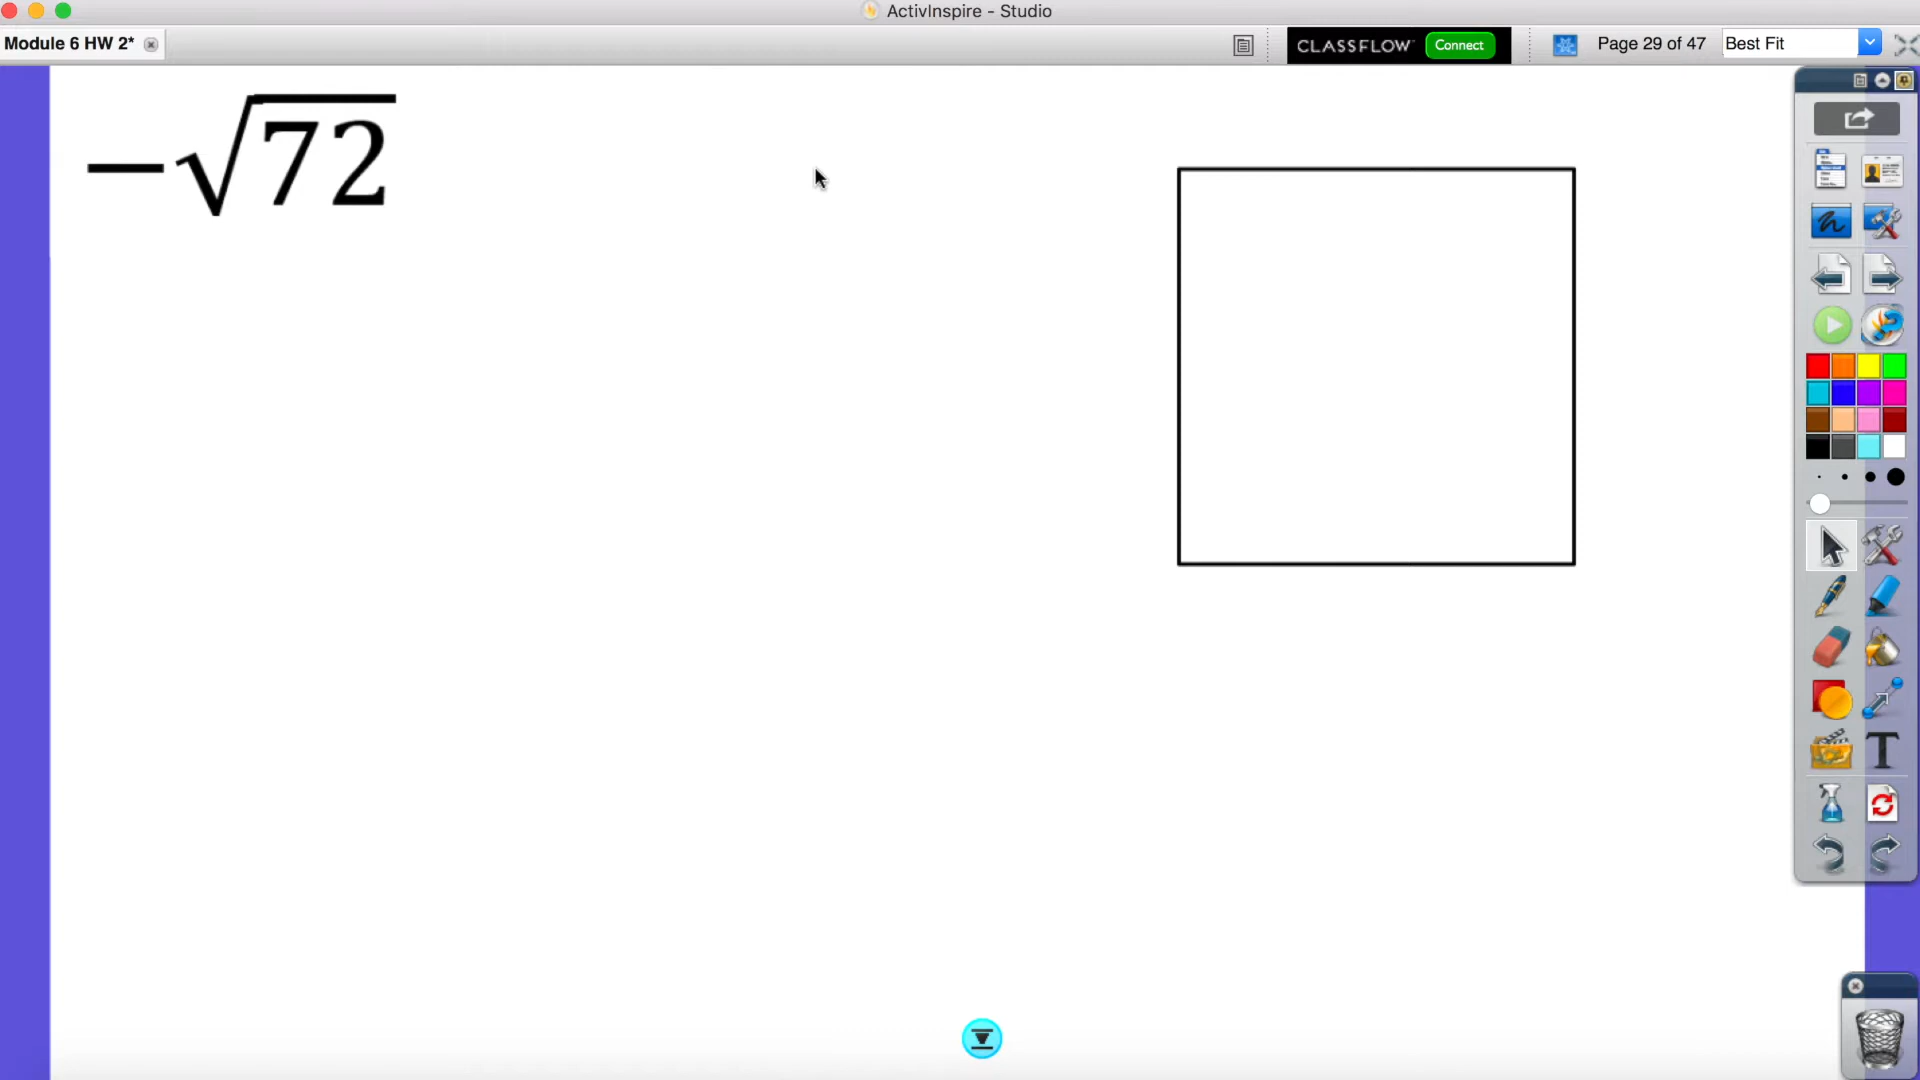 ActivInspire - Studio
Module 6 HW 2*
CLASSFLOW Connect
Page 29 of 47 Best Fit
−√72
T